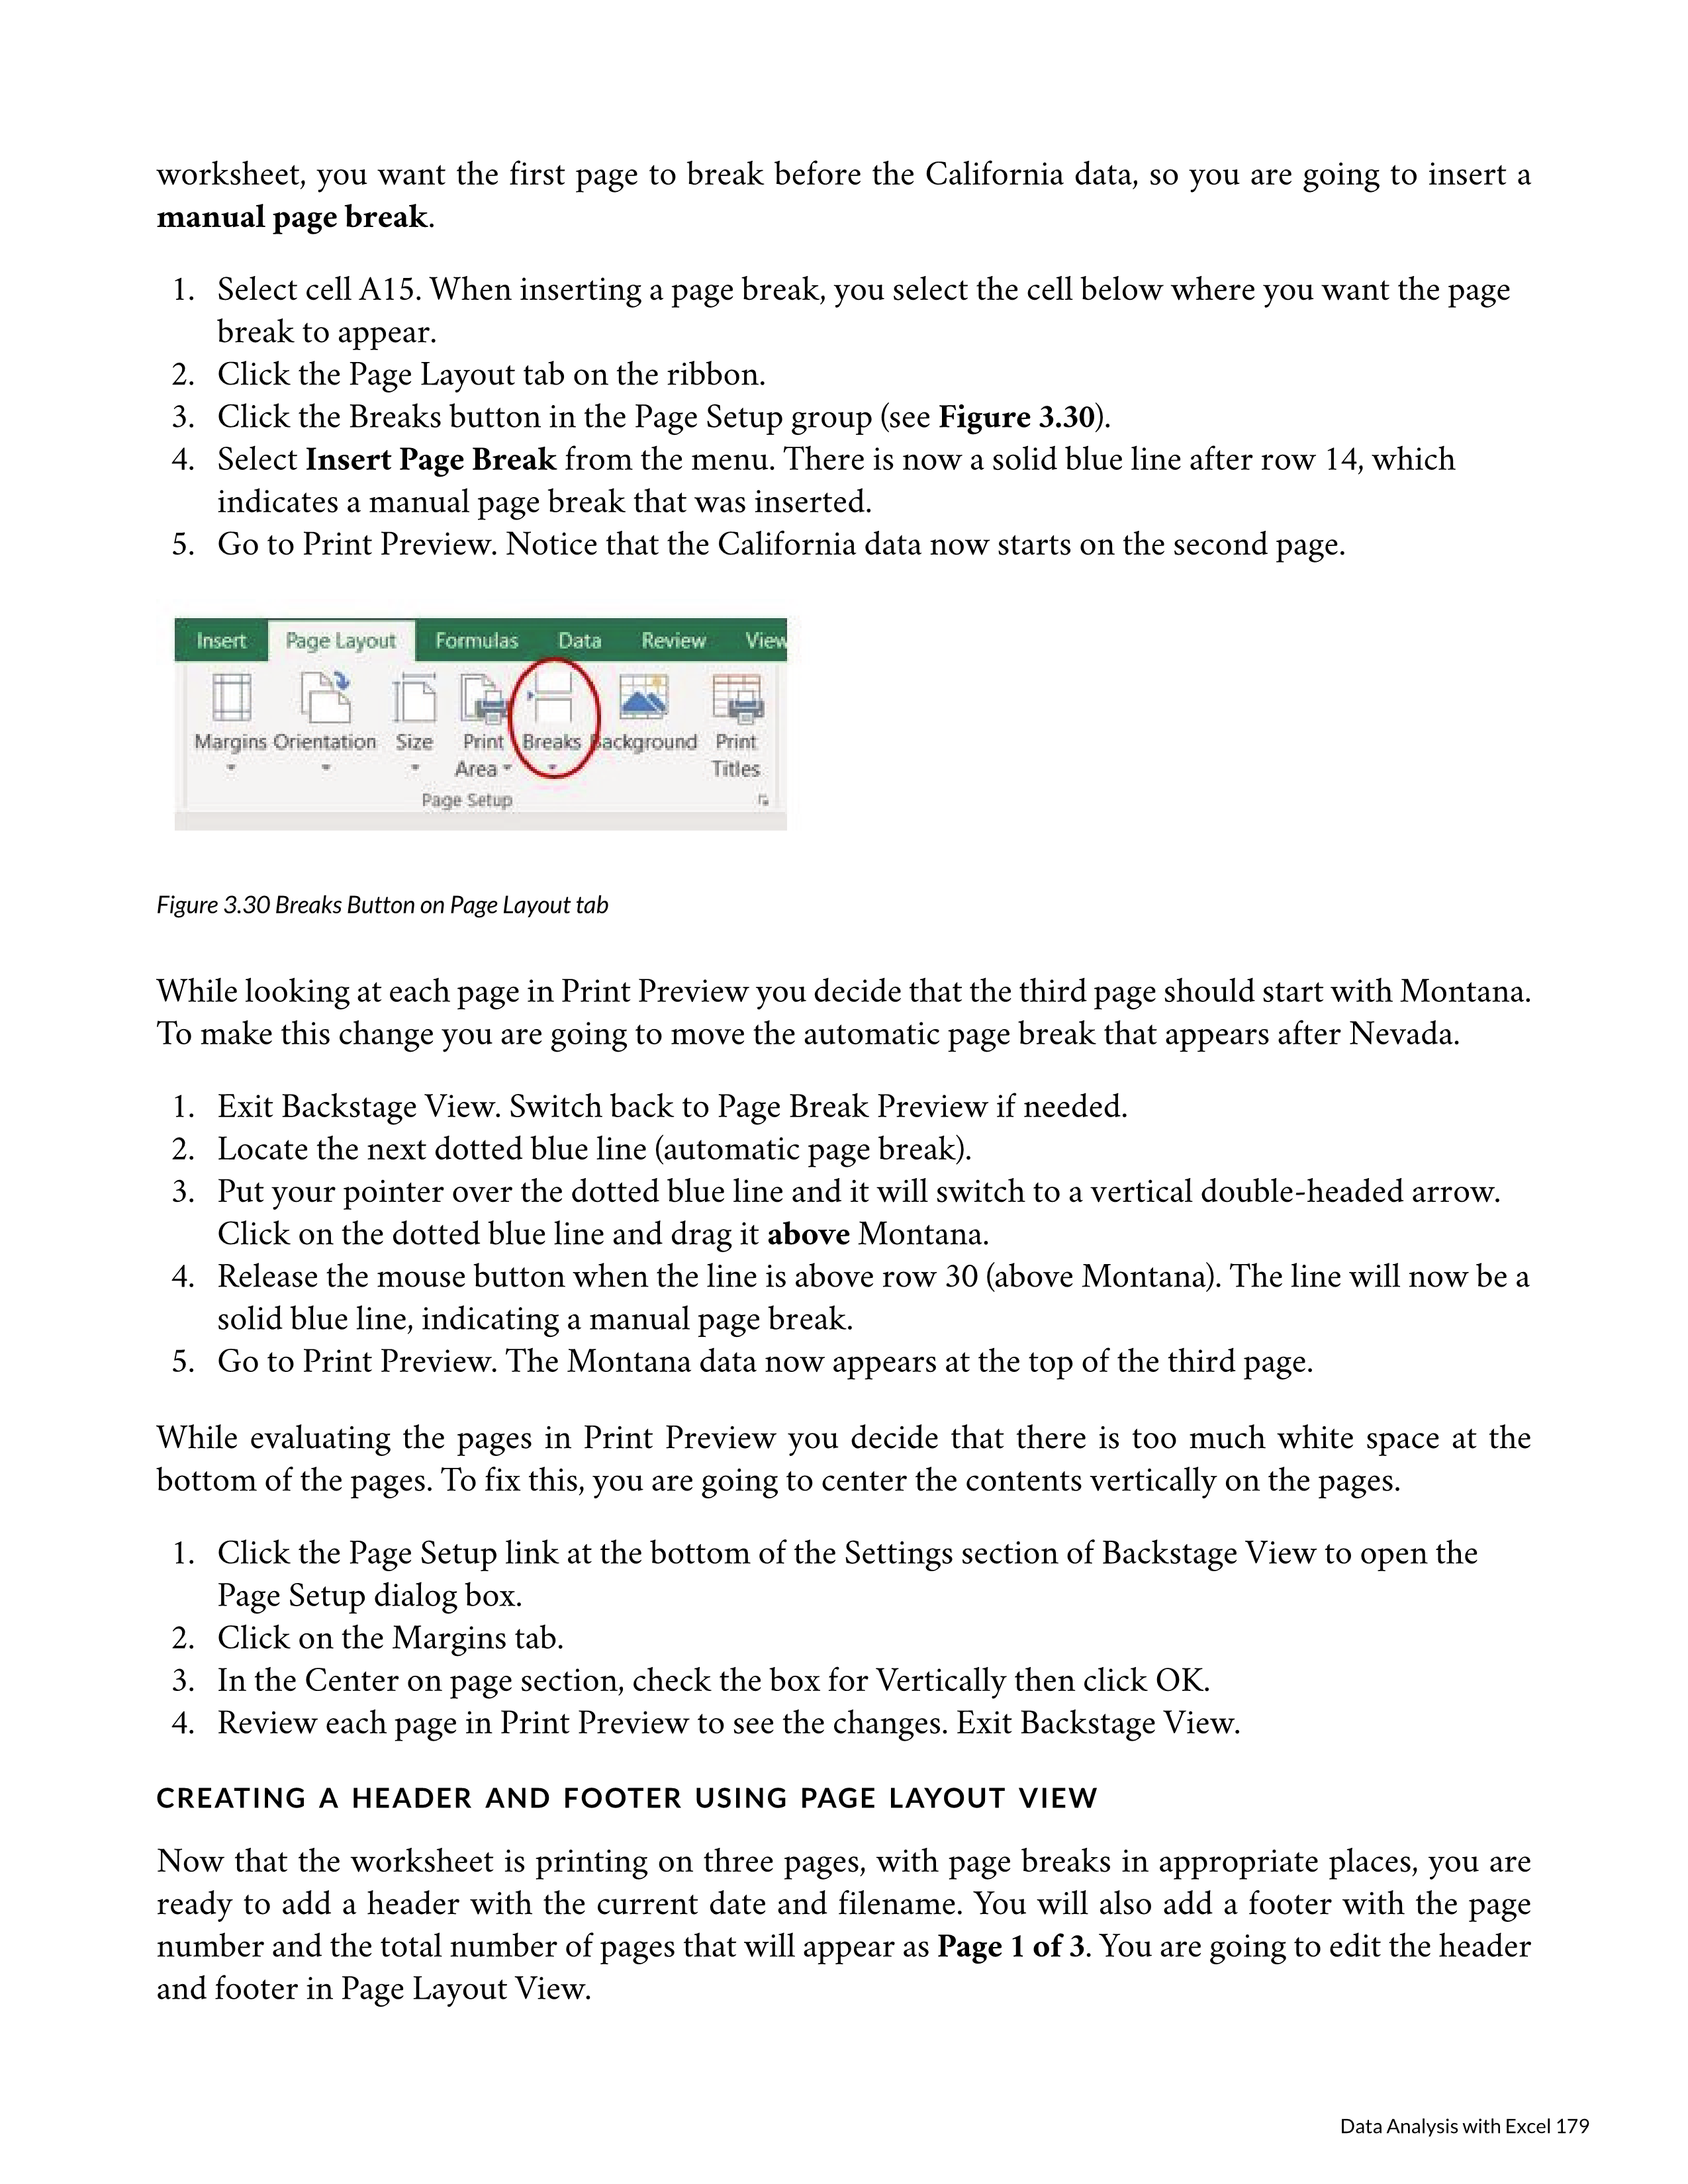 worksheet, you want the first page to break before the California data, so you are going to insert a
manual page break.
1. Select cell A15. When inserting a page break, you select the cell below where you want the page
break to appear.
2. Click the Page Layout tab on the ribbon.
3. Click the Breaks button in the Page Setup group (see Figure 3.30).
4. Select Insert Page Break from the menu. There is now a solid blue line after row 14, which
indicates a manual page break that was inserted.
5. Go to Print Preview. Notice that the California data now starts on the second page.
Insert Page Layout Formulas Data Review View
Margins Orientation Size Print Breaks Background Print
Area Titles
Page Setup
Figure 3.30 Breaks Button on Page Layout tab
While looking at each page in Print Preview you decide that the third page should start with Montana.
To make this change you are going to move the automatic page break that appears after Nevada.
1. Exit Backstage View. Switch back to Page Break Preview if needed.
2. Locate the next dotted blue line (automatic page break).
3. Put your pointer over the dotted blue line and it will switch to a vertical double-headed arrow.
Click on the dotted blue line and drag it above Montana.
4. Release the mouse button when the line is above row 30 (above Montana). The line will now be a
solid blue line, indicating a manual page break.
5. Go to Print Preview. The Montana data now appears at the top of the third page.
While evaluating the pages in Print Preview you decide that there is too much white space at the
bottom of the pages. To fix this, you are going to center the contents vertically on the pages.
1. Click the Page Setup link at the bottom of the Settings section of Backstage View to open the
Page Setup dialog box.
2. Click on the Margins tab.
3. In the Center on page section, check the box for Vertically then click OK.
4. Review each page in Print Preview to see the changes. Exit Backstage View.
CREATING A HEADER AND FOOTER USING PAGE LAYOUT VIEW
Now that the worksheet is printing on three pages, with page breaks in appropriate places, you are
ready to add a header with the current date and filename. You will also add a footer with the page
number and the total number of pages that will appear as Page 1 of 3. You are going to edit the header
and footer in Page Layout View.
Data Analysis with Excel 179